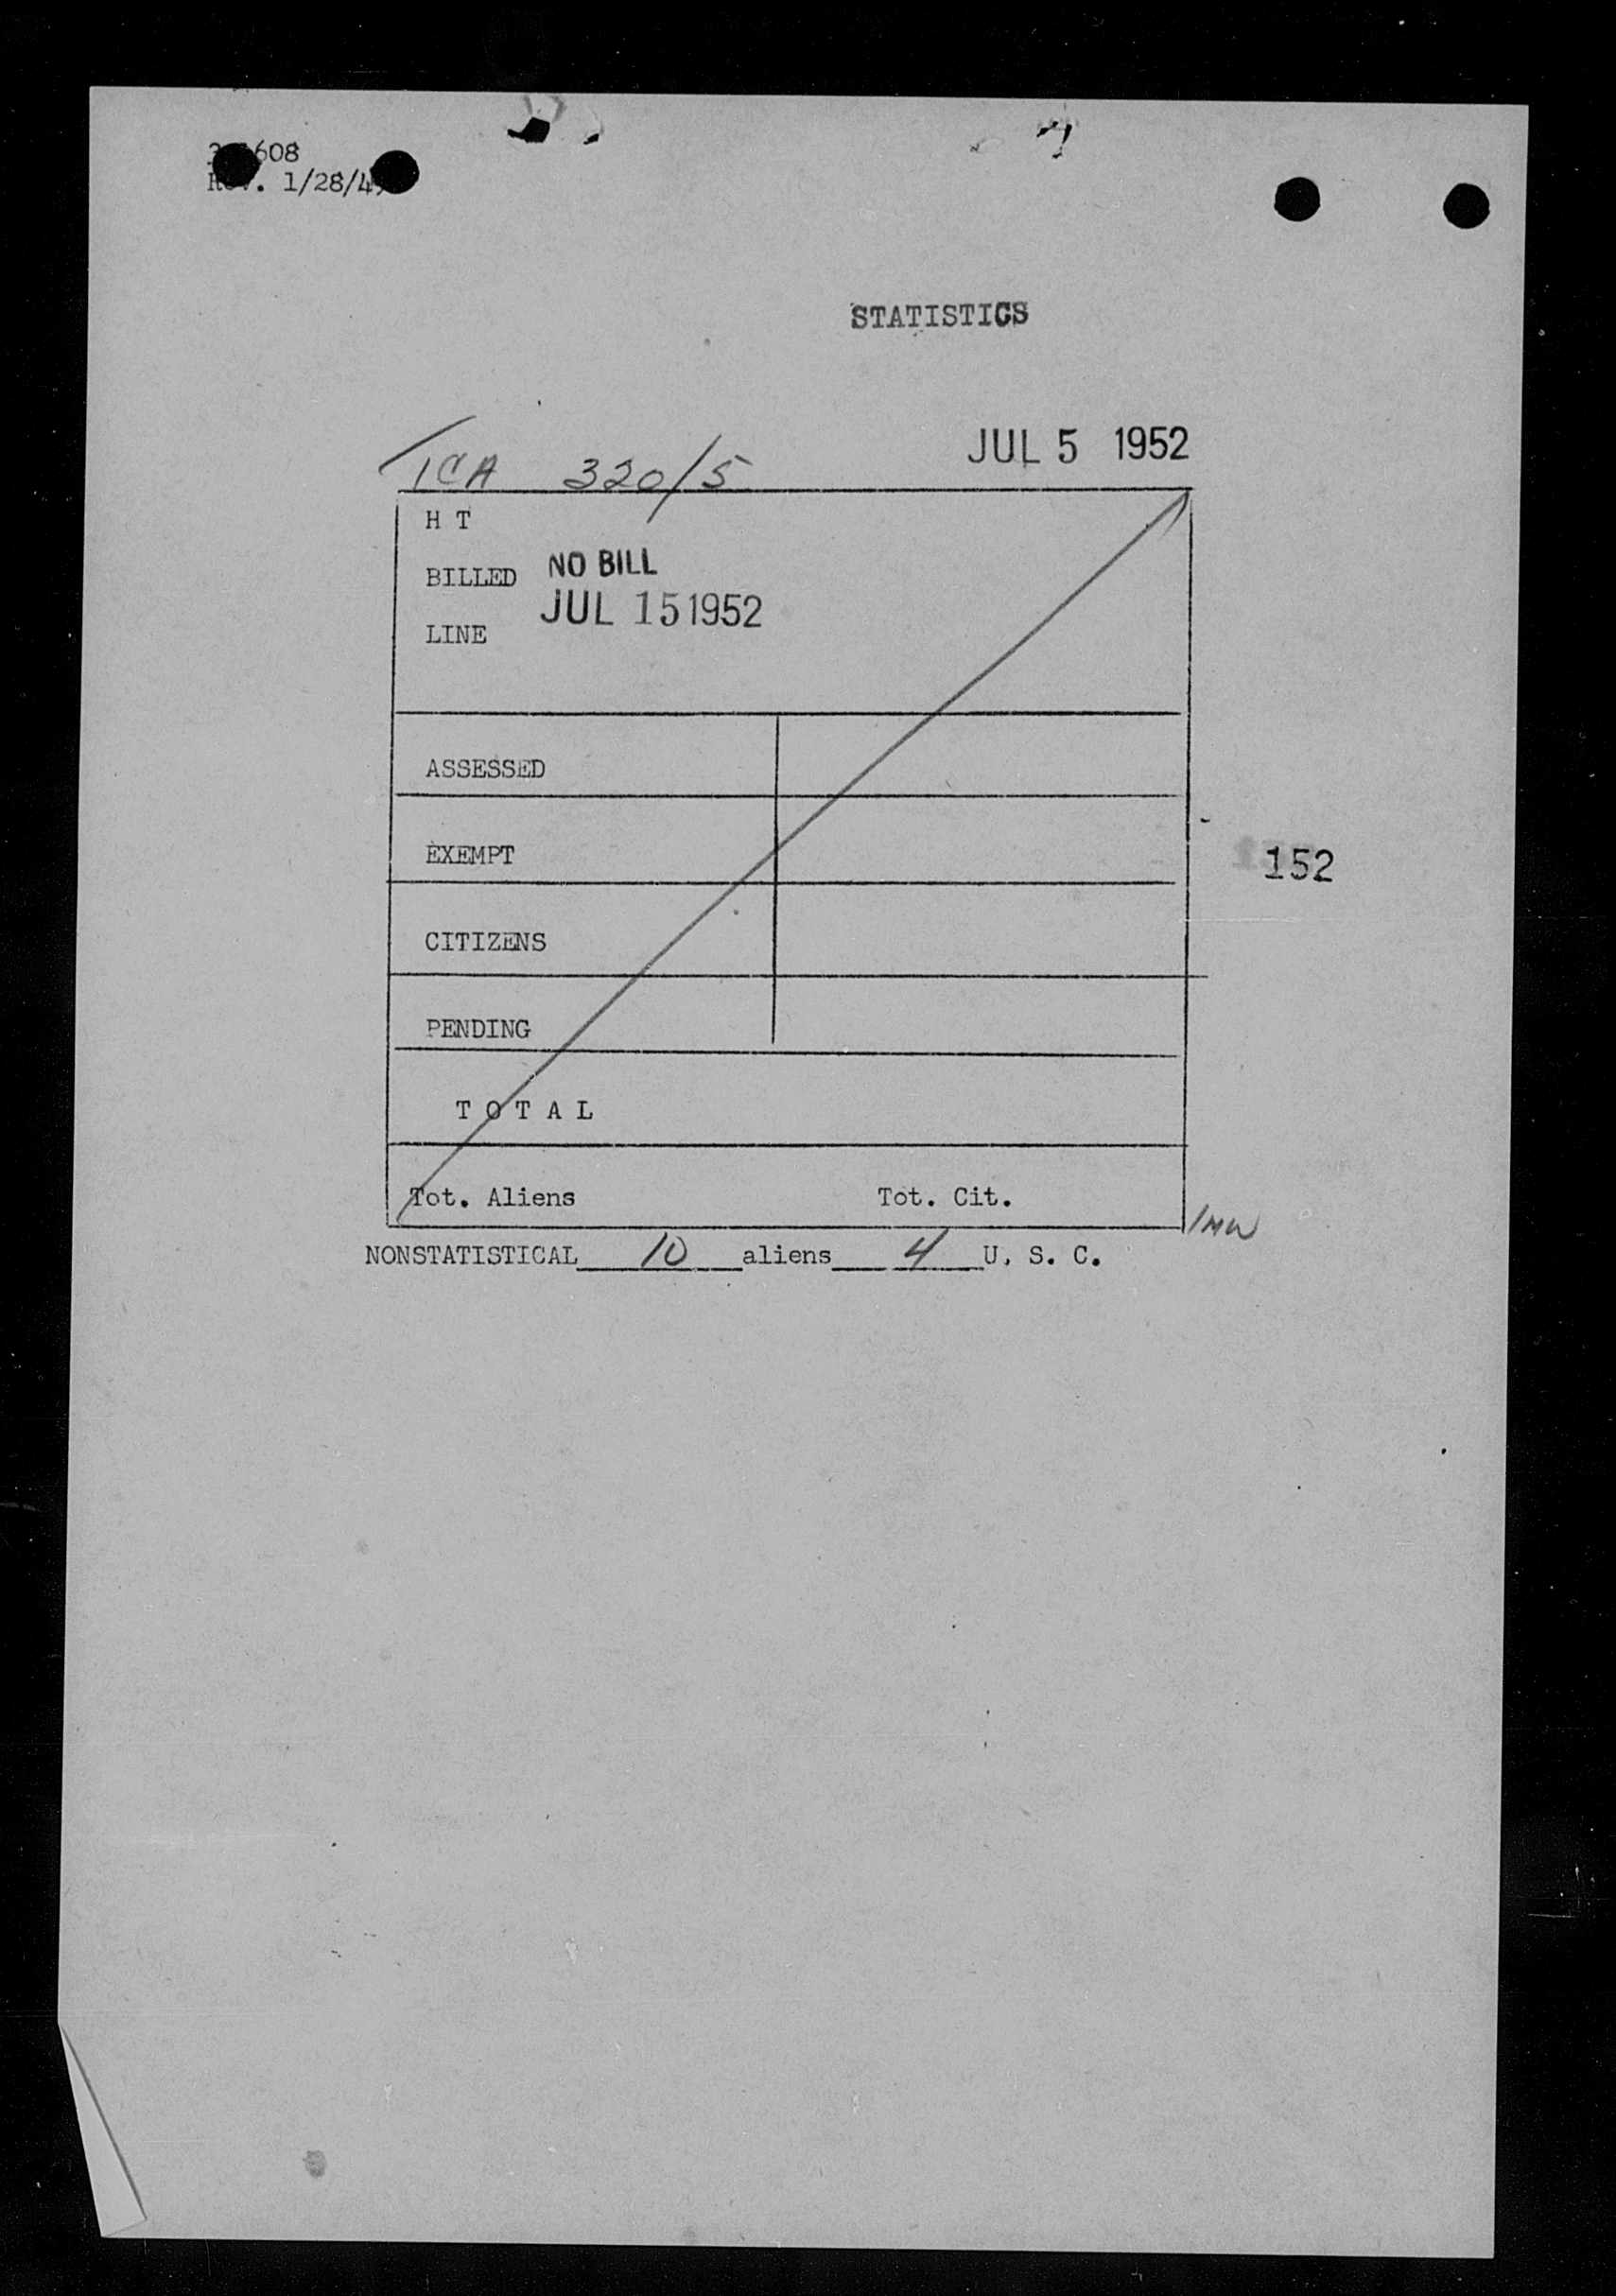 608
1/28/4
STATISTICS
TCA 320/5 JUL 5 1952
H T
BILLED NO BILL
JUL 15 1952
LINE
ASSESSED
EXEMPT
152
CITIZENS
PENDING
T O T A L
Tot. Aliens Tot. Cit.
NONSTATISTICAL 10 aliens 4 U. S. C.